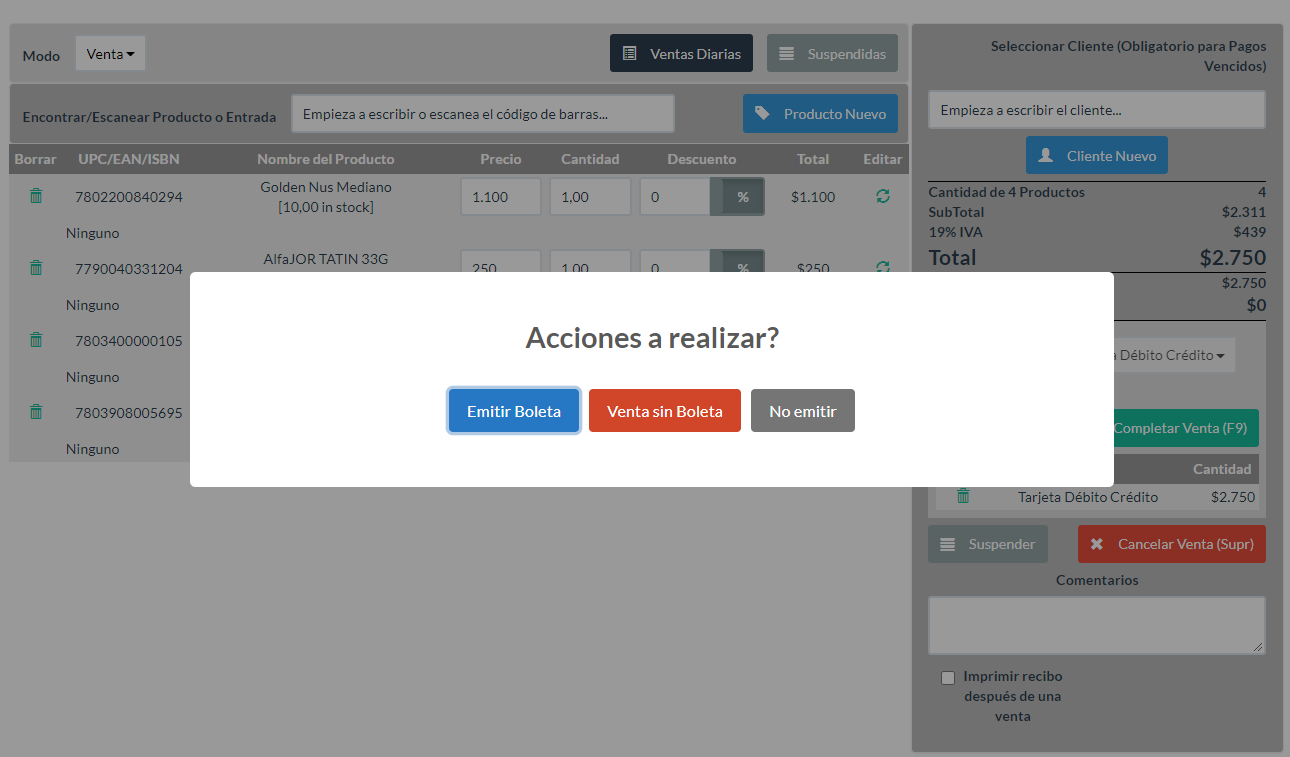 Modo
Venta
Ventas Diarias
Suspendidas
Encontrar/Escanear Producto o Entrada
Empieza a escribir o escanea el código de barras...
Producto Nuevo
Borrar UPC/EAN/ISBN Nombre del Producto Precio Cantidad Descuento Total Editar
7802200840294 Golden Nus Mediano 1.100 1,00 0 % $1.100
[10,00 in stock]
Ninguno
7790040331204 AlfaJOR TATIN 33G 250 1,00 0 % $250
Ninguno
7803400000105
Ninguno
7803908005695
Ninguno
Acciones a realizar?
Emitir Boleta
Venta sin Boleta
No emitir
Seleccionar Cliente (Obligatorio para Pagos
Vencidos)
Empieza a escribir el cliente...
Cliente Nuevo
Cantidad de 4 Productos 4
SubTotal $2.311
19% IVA $439
Total $2.750
$2.750
$0
Débito Crédito
Completar Venta (F9)
Cantidad
Tarjeta Débito Crédito $2.750
Suspender
Cancelar Venta (Supr)
Comentarios
Imprimir recibo
después de una
venta